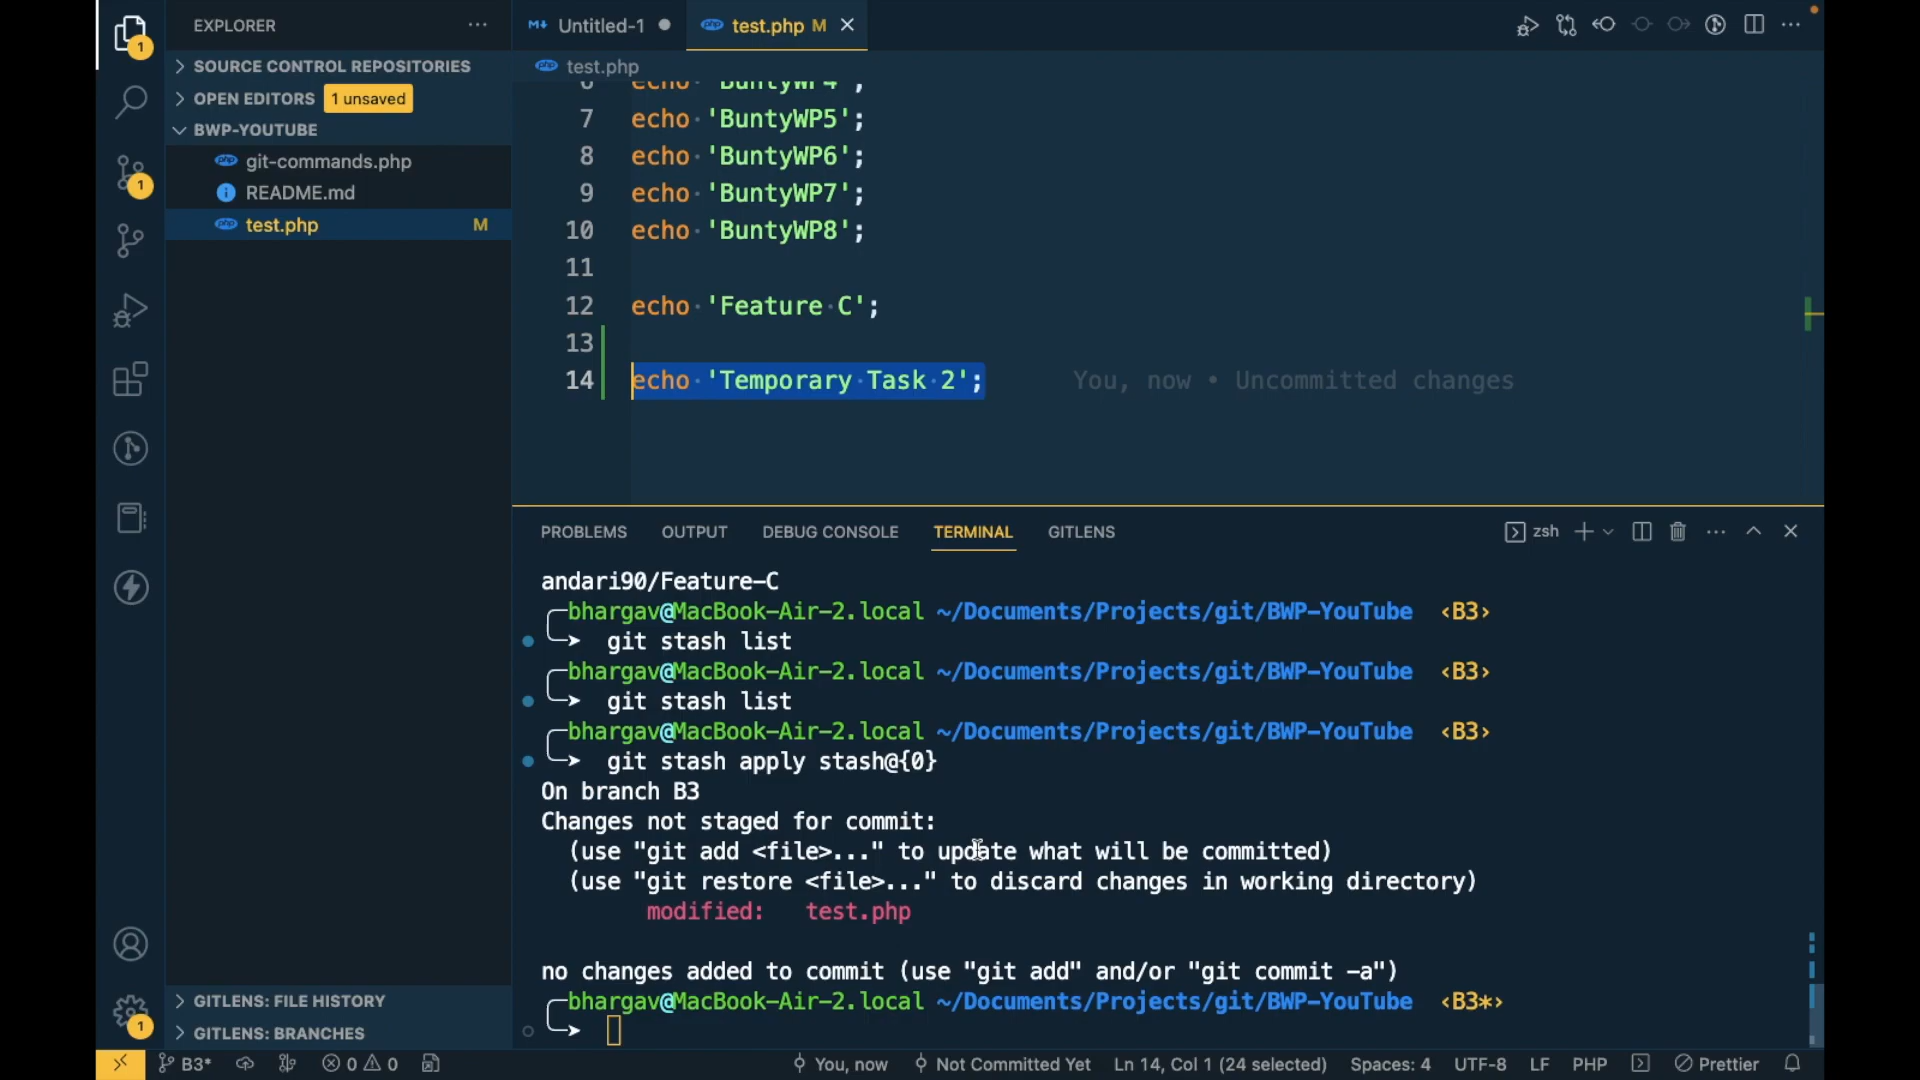 EXPLORER
SOURCE CONTROL REPOSITORIES
OPEN EDITORS 1 unsaved
BWP-YOUTUBE
git-commands.php
README.md
test.php M
GITLENS: FILE HISTORY
GITLENS: BRANCHES
1
1
1
Untitled-1
test.php M
test.php
6 echo 'BuntyWP4';
7 echo 'BuntyWP5';
8 echo 'BuntyWP6';
9 echo 'BuntyWP7';
10 echo 'BuntyWP8';
11
12 echo 'Feature C';
13
14 echo 'Temporary Task 2'; You, now • Uncommitted changes
PROBLEMS OUTPUT DEBUG CONSOLE TERMINAL GITLENS zsh
andari90/Feature-C
bhargav@MacBook-Air-2.local ~/Documents/Projects/git/BWP-YouTube ‹B3›
git stash list
bhargav@MacBook-Air-2.local ~/Documents/Projects/git/BWP-YouTube ‹B3›
git stash list
bhargav@MacBook-Air-2.local ~/Documents/Projects/git/BWP-YouTube ‹B3›
git stash apply stash@{0}
On branch B3
Changes not staged for commit:
(use "git add <file>..." to update what will be committed)
(use "git restore <file>..." to discard changes in working directory)
modified: test.php
no changes added to commit (use "git add" and/or "git commit -a")
bhargav@MacBook-Air-2.local ~/Documents/Projects/git/BWP-YouTube ‹B3*›
B3* 0 0 You, now Not Committed Yet Ln 14, Col 1 (24 selected) Spaces: 4 UTF-8 LF PHP Prettier